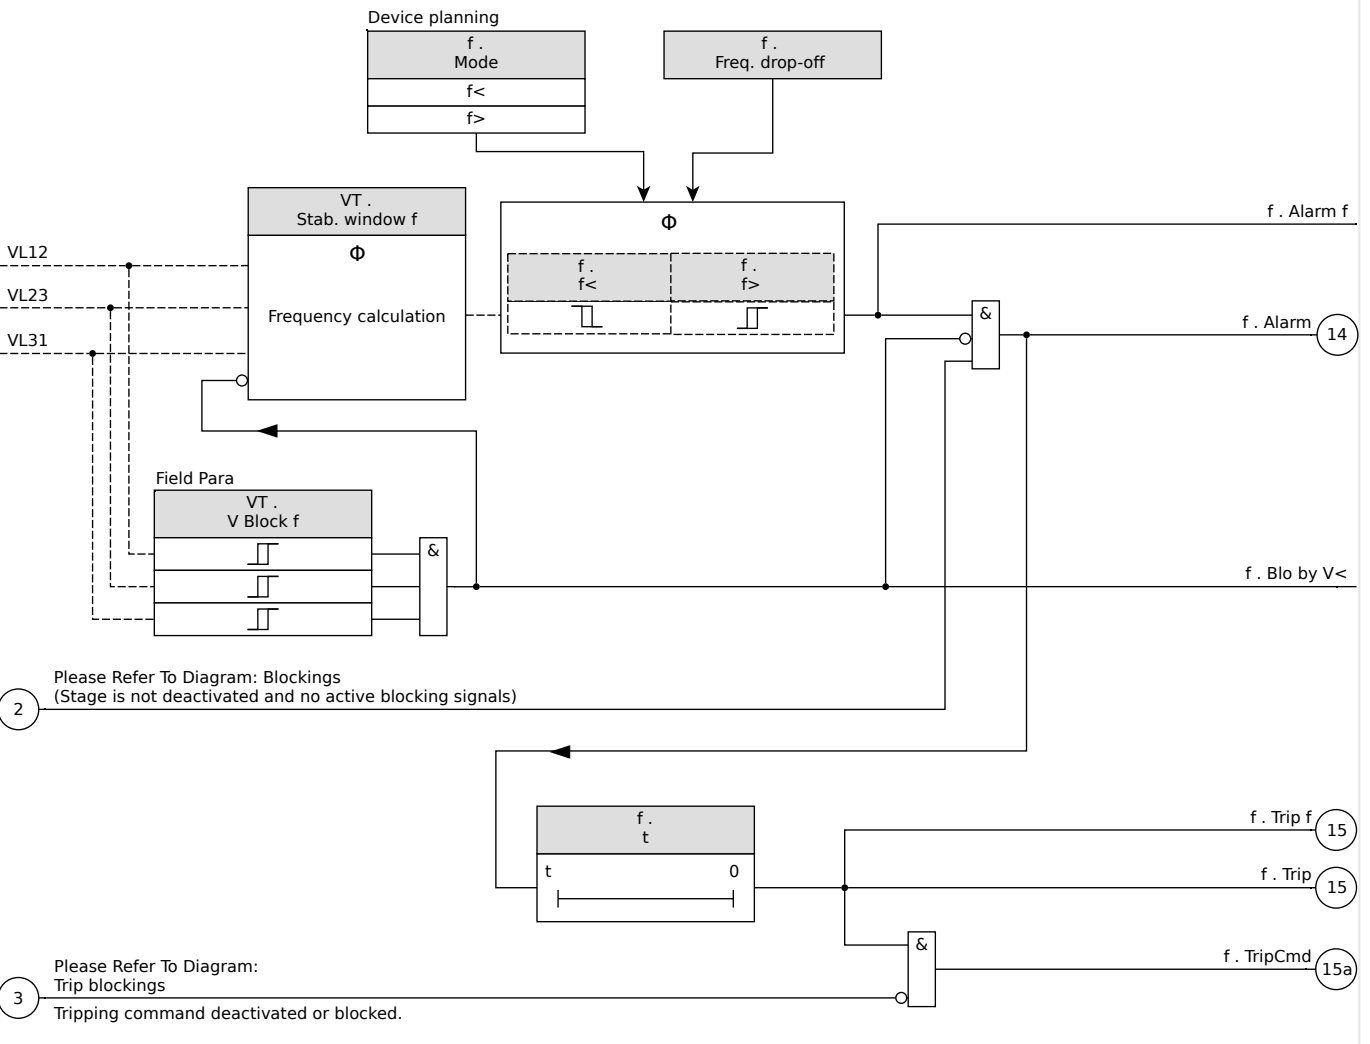 Device planning
f .
Mode
f<
f>
f .
Freq. drop-off
VT .
Stab. window f
Φ
Frequency calculation
VL12
VL23
VL31
Φ
f .
f<
f .
f>
f . Alarm f
&
f . Alarm
14
Field Para
VT .
V Block f
&
f . Blo by V<
Please Refer To Diagram: Blockings
(Stage is not deactivated and no active blocking signals)
2
f .
t
t 0
f . Trip f
15
f . Trip
15
&
f . TripCmd
15a
Please Refer To Diagram:
Trip blockings
3
Tripping command deactivated or blocked.